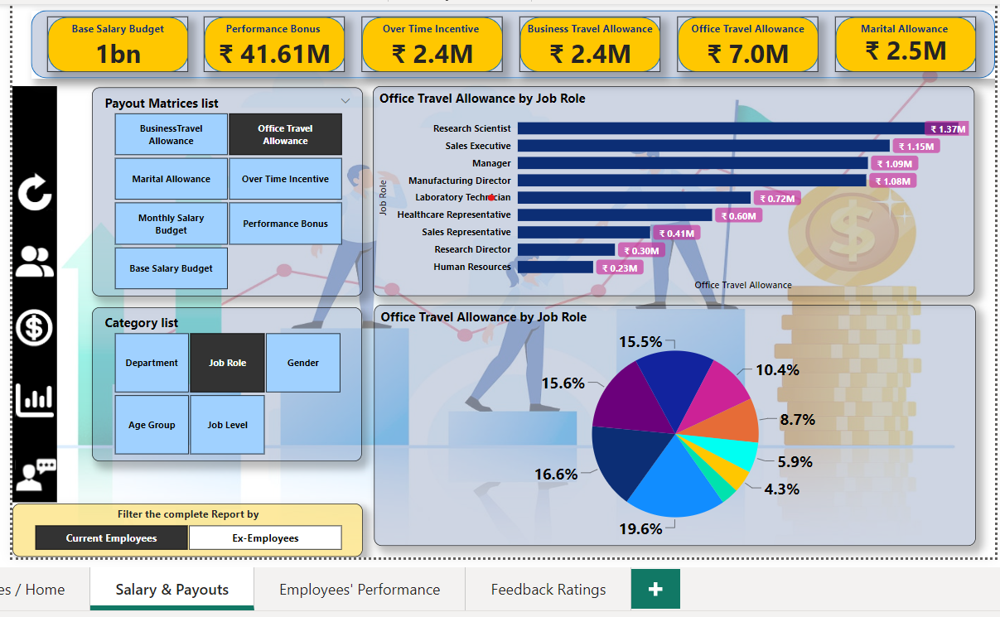 Base Salary Budget
1bn
Performance Bonus
₹ 41.61M
Over Time Incentive
₹ 2.4M
Business Travel Allowance
₹ 2.4M
Office Travel Allowance
₹ 7.0M
Marital Allowance
₹ 2.5M
Payout Matrices list
BusinessTravel
Allowance
Office Travel
Allowance
Marital Allowance
Over Time Incentive
Monthly Salary
Budget
Performance Bonus
Base Salary Budget
Office Travel Allowance by Job Role
Job Role
Research Scientist ₹ 1.37M
Sales Executive ₹ 1.15M
Manager ₹ 1.09M
Manufacturing Director ₹ 1.08M
Laboratory Technician ₹ 0.72M
Healthcare Representative ₹ 0.60M
Sales Representative ₹ 0.41M
Research Director ₹ 0.30M
Human Resources ₹ 0.23M
Office Travel Allowance
Category list
Department
Job Role
Gender
Age Group
Job Level
Office Travel Allowance by Job Role
15.5%
10.4%
15.6%
8.7%
16.6%
5.9%
4.3%
19.6%
Filter the complete Report by
Current Employees
Ex-Employees
es / Home
Salary & Payouts
Employees' Performance
Feedback Ratings
+